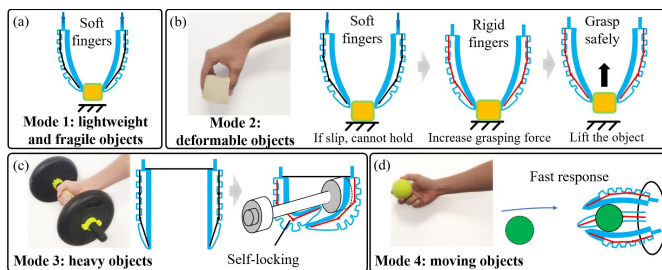 (a)
Soft
fingers
Mode 1: lightweight
and fragile objects
(b)
Mode 2:
deformable objects
Soft
fingers
If slip, cannot hold
Rigid
fingers
Increase grasping force
Grasp
safely
Lift the object
(c)
Mode 3: heavy objects
Self-locking
(d)
Fast response
Mode 4: moving objects